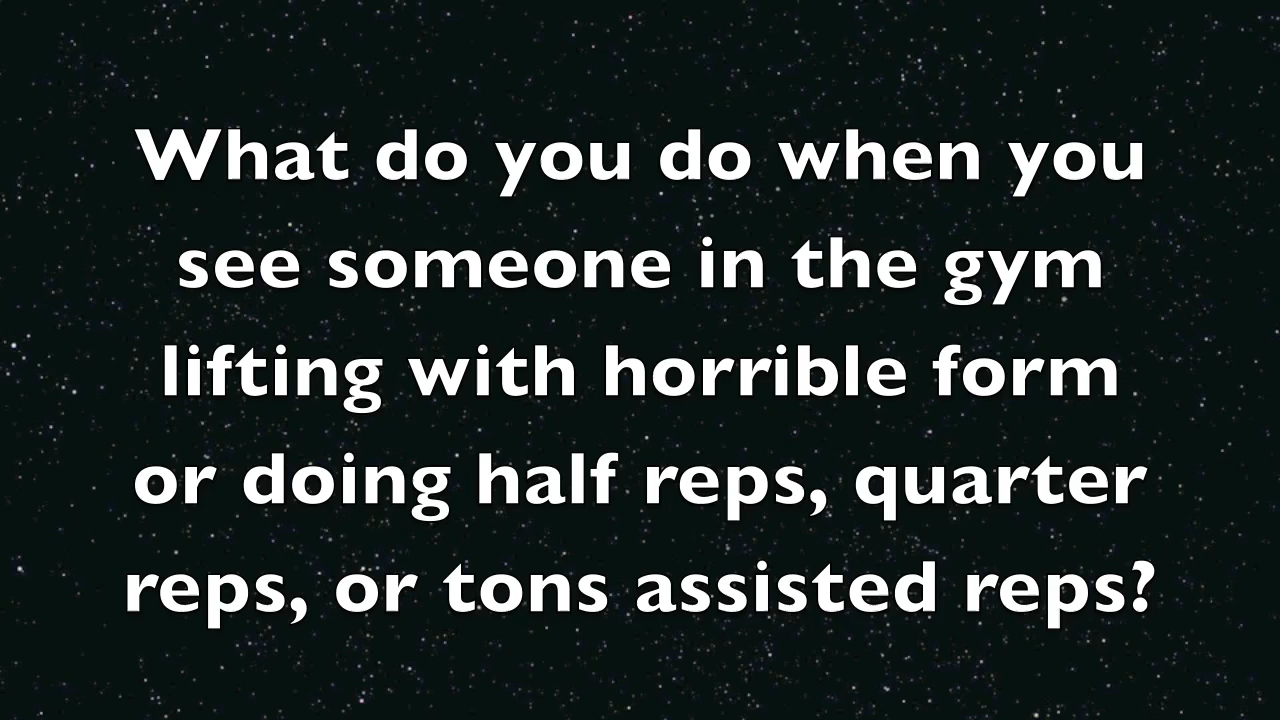 What do you do when you
see someone in the gym
lifting with horrible form
or doing half reps, quarter
reps, or tons assisted reps?